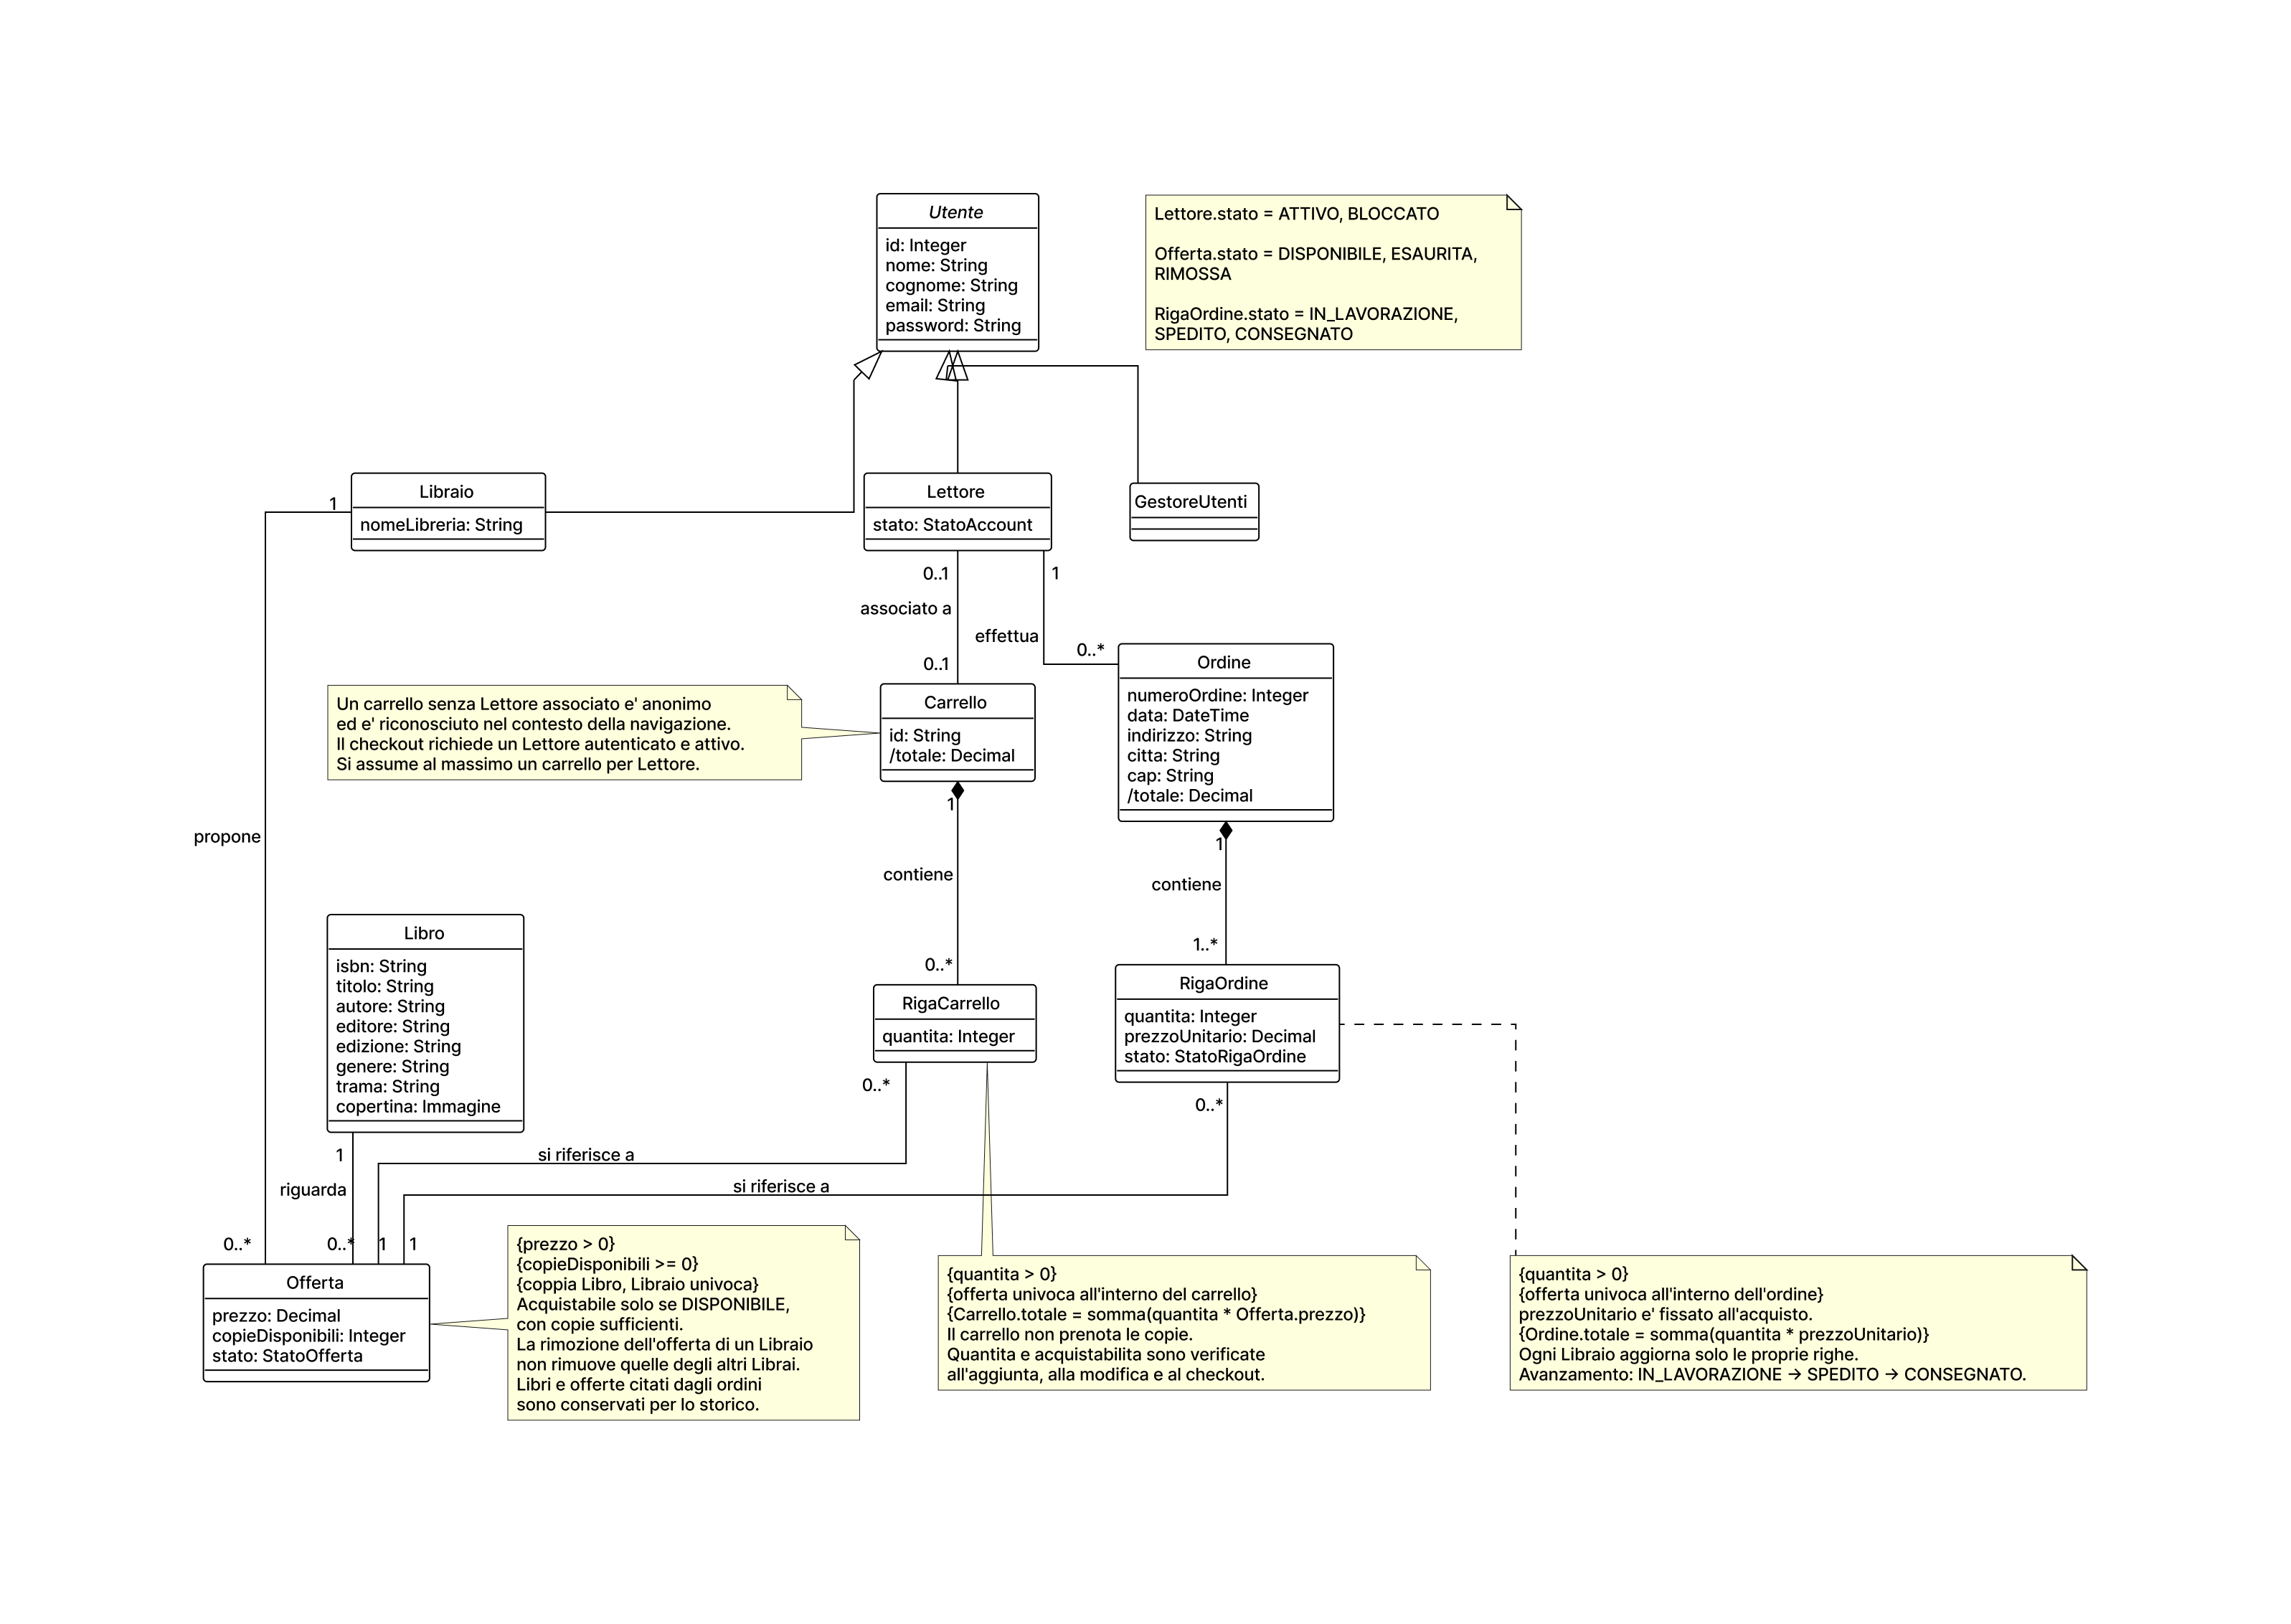 Utente
id: Integer
nome: String
cognome: String
email: String
password: String
Lettore.stato = ATTIVO, BLOCCATO
Offerta.stato = DISPONIBILE, ESAURITA,
RIMOSSA
RigaOrdine.stato = IN_LAVORAZIONE,
SPEDITO, CONSEGNATO
1
Libraio
nomeLibreria: String
Lettore
stato: StatoAccount
GestoreUtenti
0..1
1
associato a
effettua
0..1
0..*
Ordine
numeroOrdine: Integer
data: DateTime
indirizzo: String
citta: String
cap: String
/totale: Decimal
Un carrello senza Lettore associato e' anonimo
ed e' riconosciuto nel contesto della navigazione.
Il checkout richiede un Lettore autenticato e attivo.
Si assume al massimo un carrello per Lettore.
Carrello
id: String
/totale: Decimal
1
1
propone
contiene
contiene
Libro
isbn: String
titolo: String
autore: String
editore: String
edizione: String
genere: String
trama: String
copertina: Immagine
0..*
1..*
RigaCarrello
quantita: Integer
RigaOrdine
quantita: Integer
prezzoUnitario: Decimal
stato: StatoRigaOrdine
0..*
0..*
1
si riferisce a
riguarda
si riferisce a
0..*
0..*
1
1
Offerta
prezzo: Decimal
copieDisponibili: Integer
stato: StatoOfferta
{prezzo > 0}
{copieDisponibili >= 0}
{coppia Libro, Libraio univoca}
Acquistabile solo se DISPONIBILE,
con copie sufficienti.
La rimozione dell'offerta di un Libraio
non rimuove quelle degli altri Librai.
Libri e offerte citati dagli ordini
sono conservati per lo storico.
{quantita > 0}
{offerta univoca all'interno del carrello}
{Carrello.totale = somma(quantita * Offerta.prezzo)}
Il carrello non prenota le copie.
Quantita e acquistabilita sono verificate
all'aggiunta, alla modifica e al checkout.
{quantita > 0}
{offerta univoca all'interno dell'ordine}
prezzoUnitario e' fissato all'acquisto.
{Ordine.totale = somma(quantita * prezzoUnitario)}
Ogni Libraio aggiorna solo le proprie righe.
Avanzamento: IN_LAVORAZIONE → SPEDITO → CONSEGNATO.